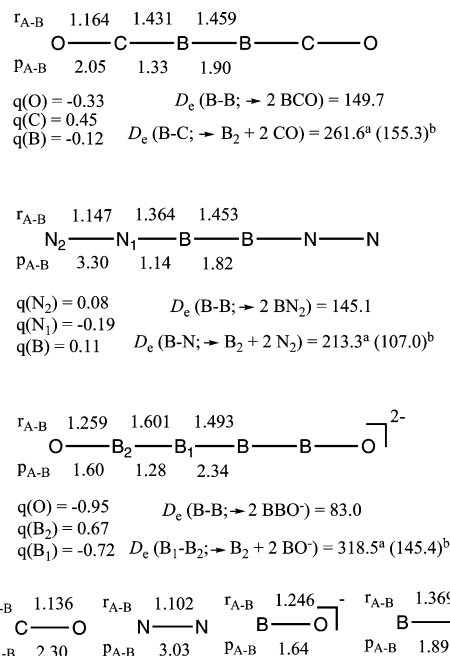 rA-B 1.164 1.431 1.459
O C B B C O
pA-B 2.05 1.33 1.90
q(O) = -0.33 De (B-B; → 2 BCO) = 149.7
q(C) = 0.45
q(B) = -0.12 De (B-C; → B2 + 2 CO) = 261.6a (155.3)b
rA-B 1.147 1.364 1.453
N2 N1 B B N N
pA-B 3.30 1.14 1.82
q(N2) = 0.08 De (B-B; → 2 BN2) = 145.1
q(N1) = -0.19
q(B) = 0.11 De (B-N; → B2 + 2 N2) = 213.3a (107.0)b
rA-B 1.259 1.601 1.493
O B2 B1 B B O 2-
pA-B 1.60 1.28 2.34
q(O) = -0.95 De (B-B; → 2 BBO-) = 83.0
q(B2) = 0.67
q(B1) = -0.72 De (B1-B2; → B2 + 2 BO-) = 318.5a (145.4)b
-B 1.136 rA-B 1.102 rA-B 1.246 rA-B 1.369
C O N N B O - B
-B 2.30 pA-B 3.03 pA-B 1.64 pA-B 1.89